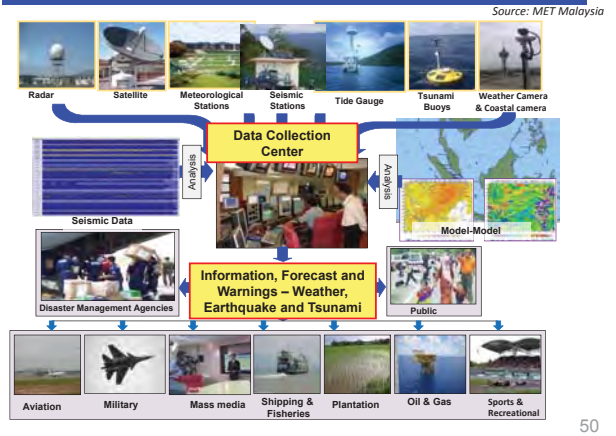 Source: MET Malaysia
Radar
Satellite
Meteorological
Stations
Seismic
Stations
Tide Gauge
Tsunami
Buoys
Weather Camera
& Coastal camera
Data Collection
Center
Analysis
Analysis
Seismic Data
Model-Model
Information, Forecast and
Warnings – Weather,
Earthquake and Tsunami
Disaster Management Agencies
Public
Aviation
Military
Mass media
Shipping &
Fisheries
Plantation
Oil & Gas
Sports &
Recreational
50